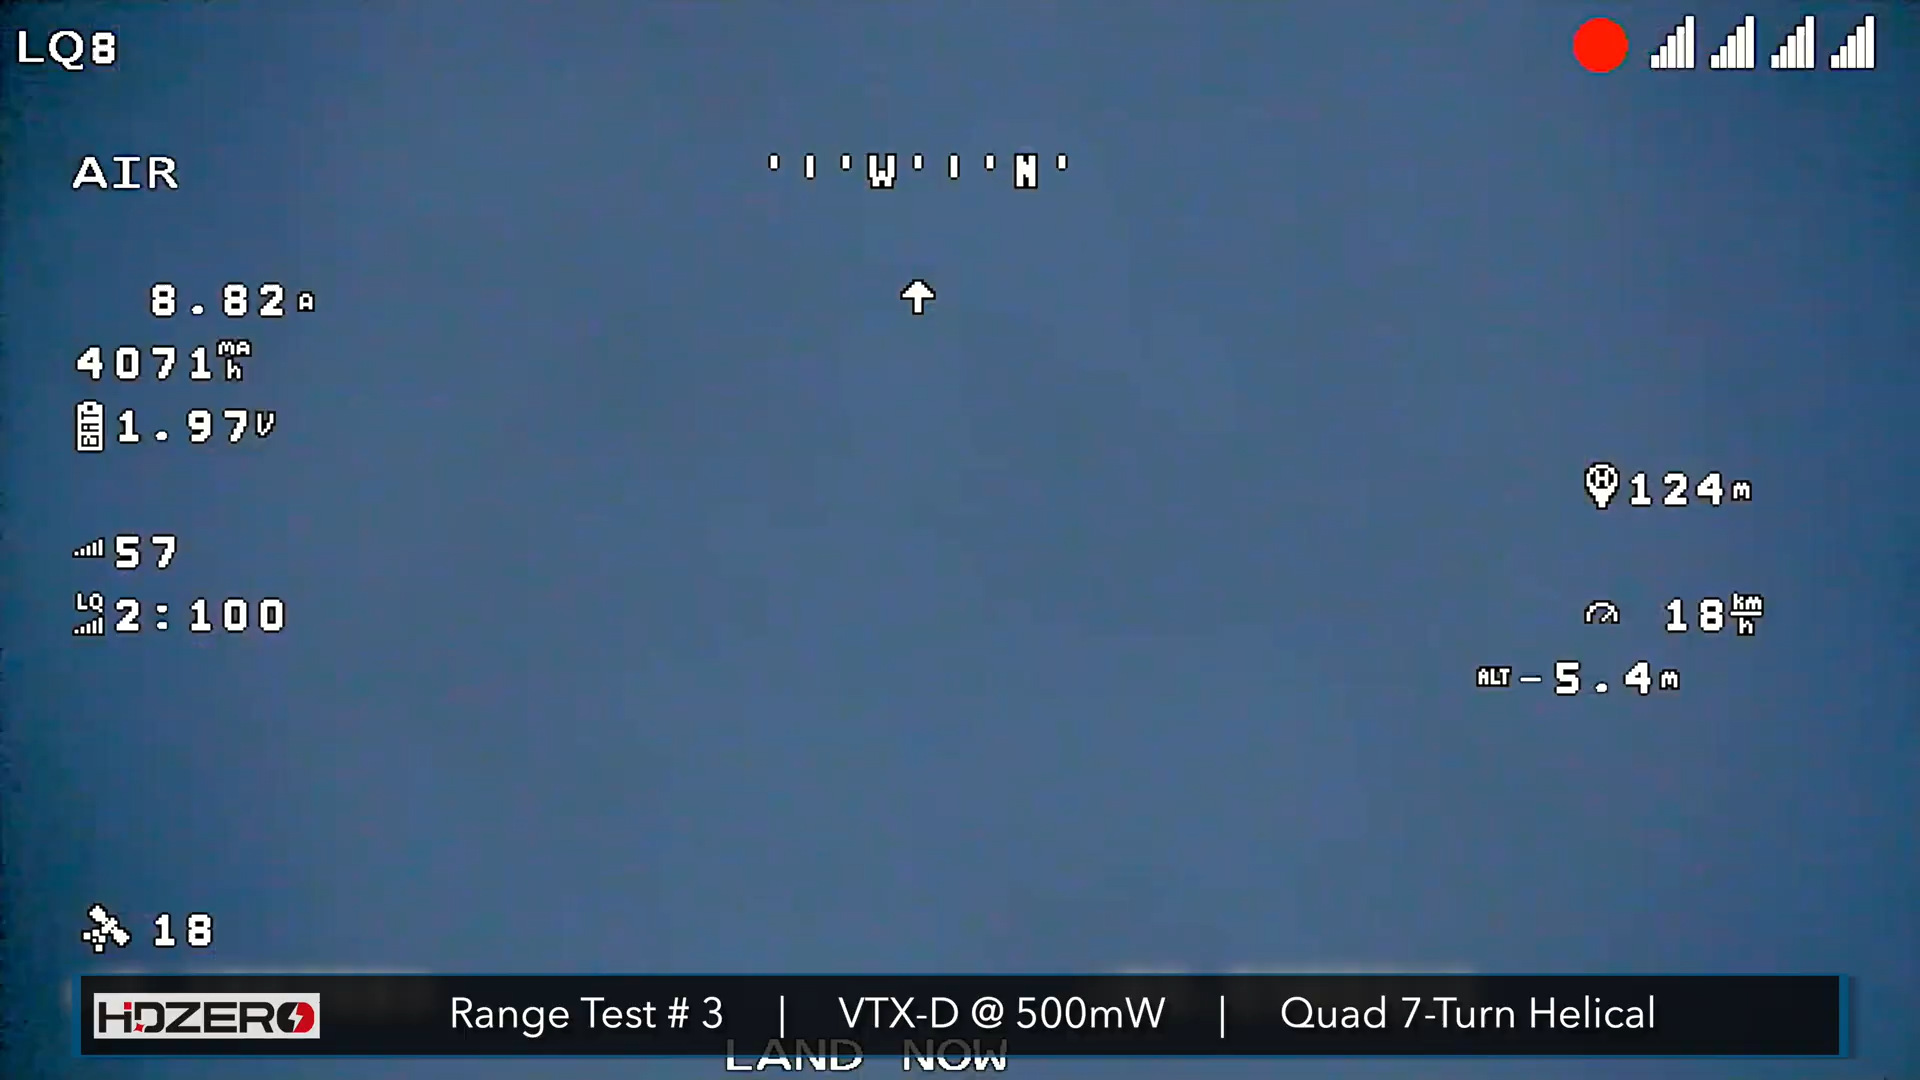 LQ8
AIR
W N
8.82A
4071MAh
BAT 1.97V
H 124m
57
LQ 2:100
18km/h
ALT -5.4m
18
HDZERO Range Test # 3 | VTX-D @ 500mW | Quad 7-Turn Helical
LAND NOW